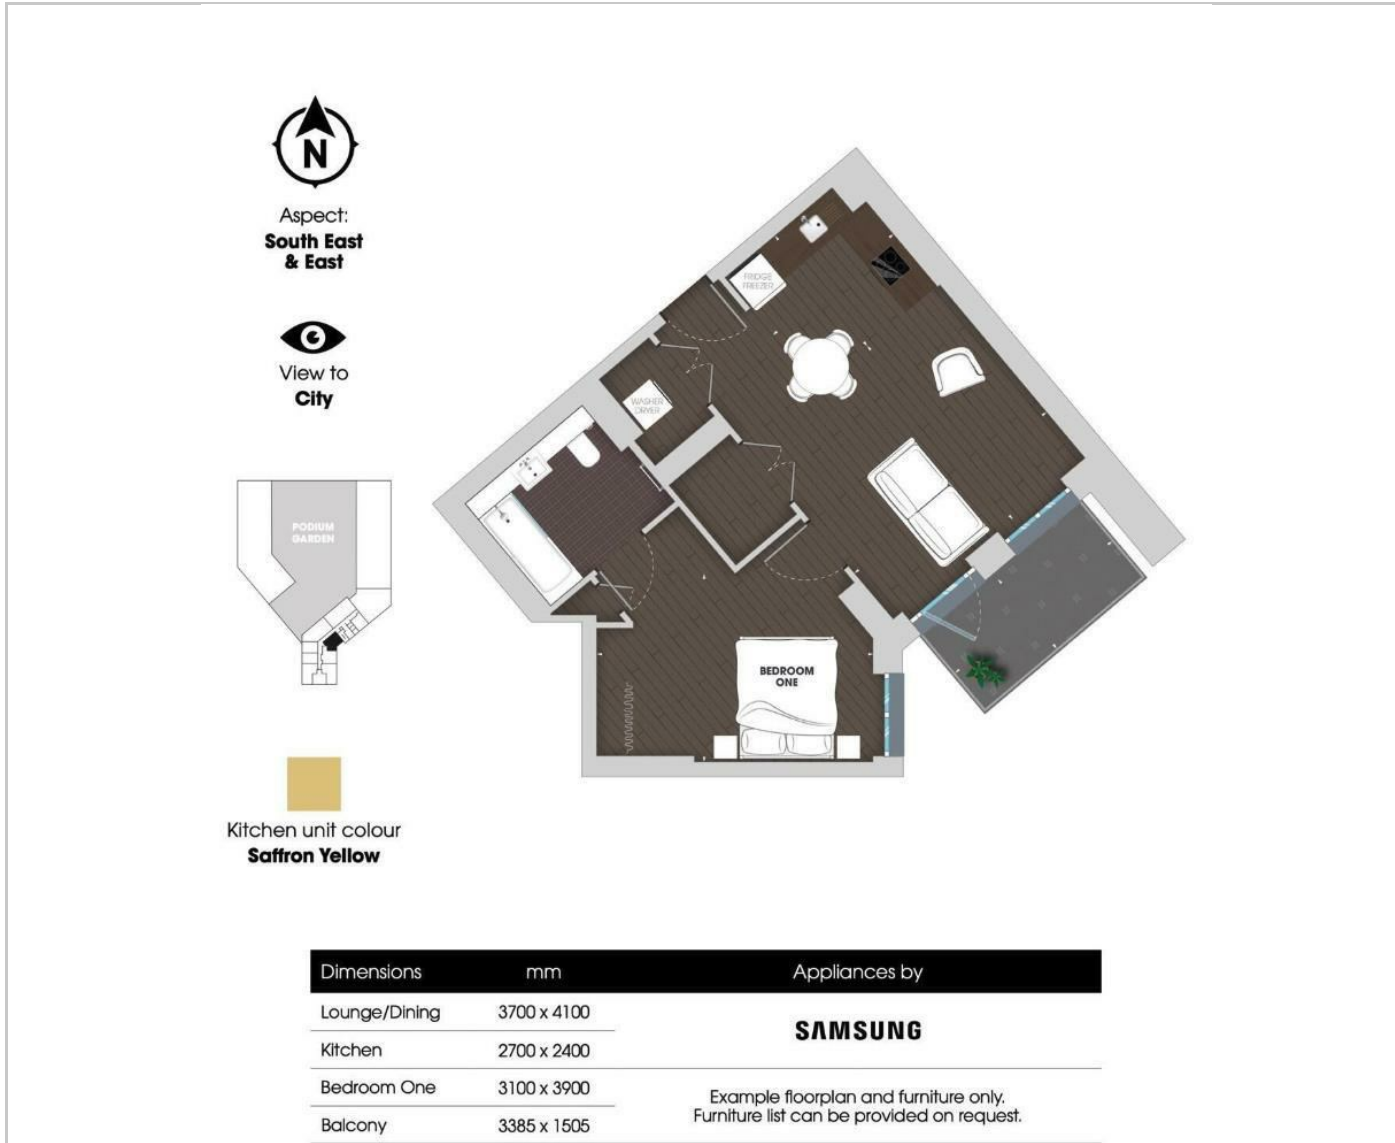 N
Aspect:
South East
& East
View to
City
PODIUM
GARDEN
Kitchen unit colour
Saffron Yellow
FRIDGE
FREEZER
WASHER
DRYER
BEDROOM
ONE
Dimensions mm Appliances by
Lounge/Dining 3700 x 4100
SAMSUNG
Kitchen 2700 x 2400
Bedroom One 3100 x 3900
Example floorplan and furniture only.
Furniture list can be provided on request.
Balcony 3385 x 1505